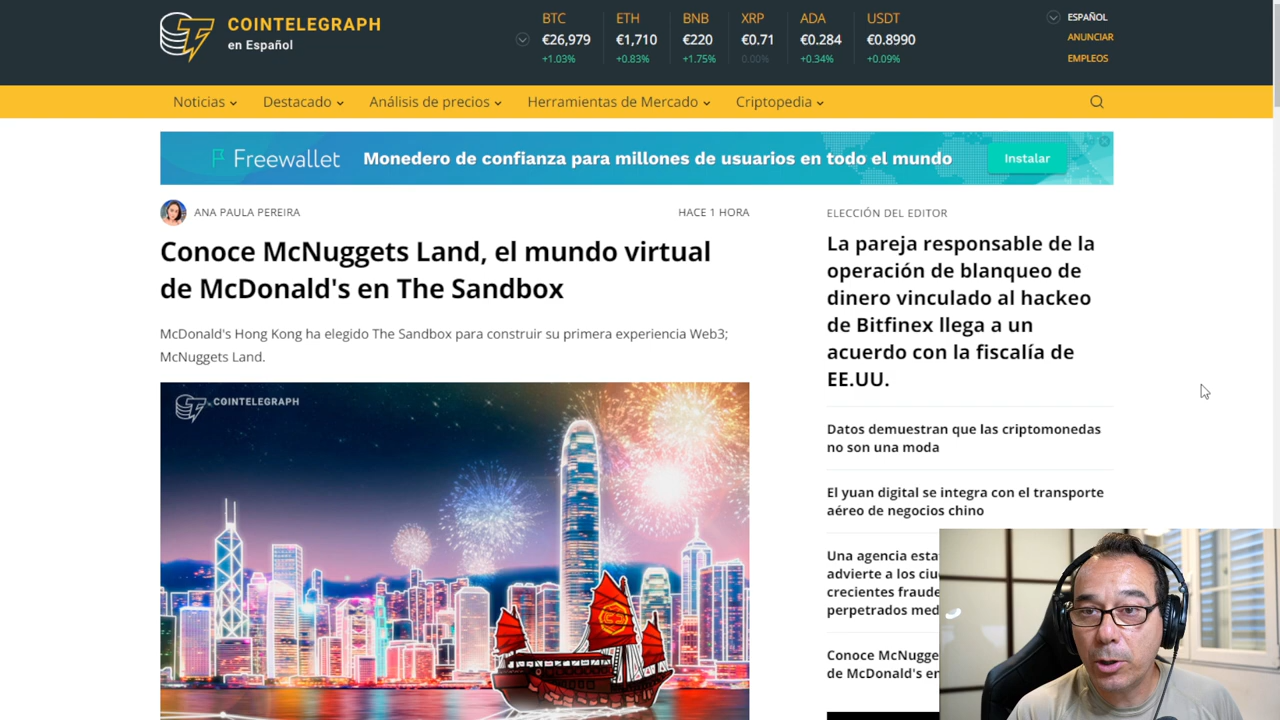 COINTELEGRAPH
en Español
BTC ETH BNB XRP ADA USDT
€26,979 €1,710 €220 €0.71 €0.284 €0.8990
+1.03% +0.83% +1.75% 0.00% +0.34% +0.09%
ESPAÑOL
ANUNCIAR
EMPLEOS
Noticias Destacado Análisis de precios Herramientas de Mercado Criptopedia
Freewallet Monedero de confianza para millones de usuarios en todo el mundo Instalar
ANA PAULA PEREIRA HACE 1 HORA
Conoce McNuggets Land, el mundo virtual
de McDonald's en The Sandbox
McDonald's Hong Kong ha elegido The Sandbox para construir su primera experiencia Web3;
McNuggets Land.
COINTELEGRAPH
ELECCIÓN DEL EDITOR
La pareja responsable de la
operación de blanqueo de
dinero vinculado al hackeo
de Bitfinex llega a un
acuerdo con la fiscalía de
EE.UU.
Datos demuestran que las criptomonedas
no son una moda
El yuan digital se integra con el transporte
aéreo de negocios chino
Una agencia esta
advierte a los ciu
crecientes fraude
perpetrados med
Conoce McNugge
de McDonald's en